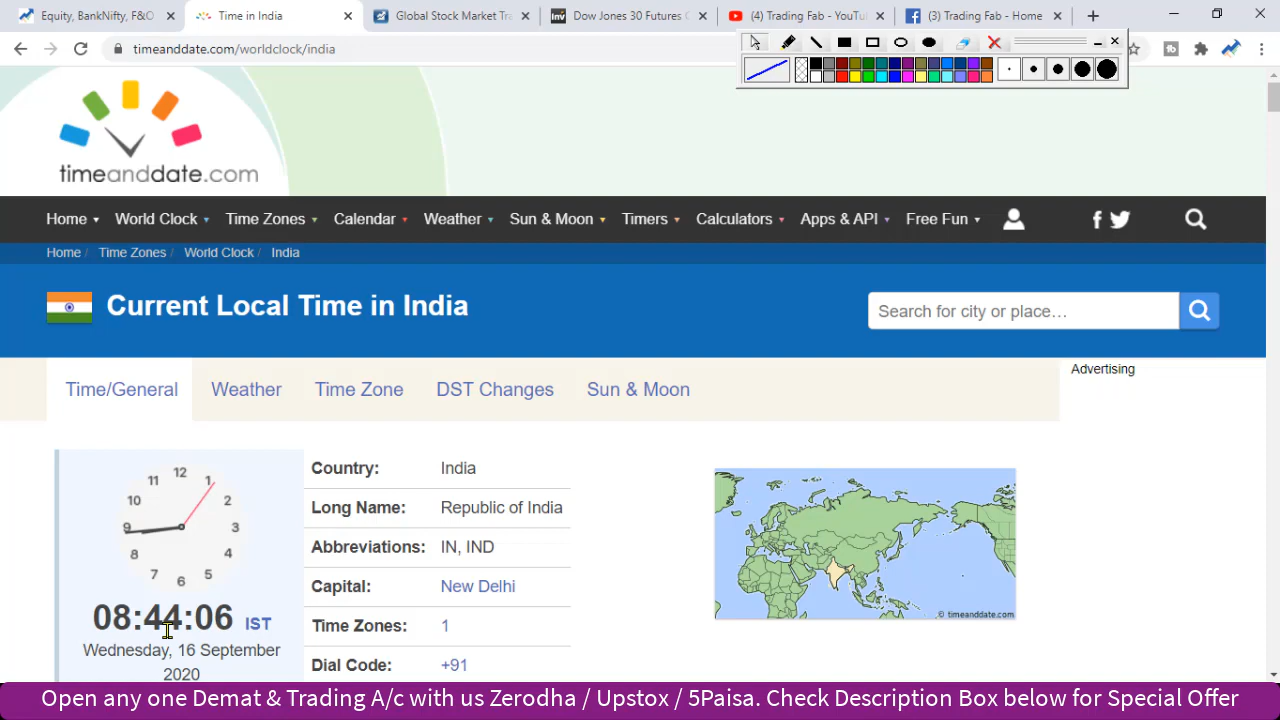 Equity, BankNifty, F&O
Time in India
Global Stock Market Tra
Dow Jones 30 Futures C
(4) Trading Fab - YouTu
(3) Trading Fab - Home
timeanddate.com/worldclock/india
timeanddate.com
Home World Clock Time Zones Calendar Weather Sun & Moon Timers Calculators Apps & API Free Fun
Home / Time Zones / World Clock / India
Current Local Time in India
Search for city or place…
Time/General Weather Time Zone DST Changes Sun & Moon
Advertising
12 1 2 3 4 5 6 7 8 9 10 11
08:44:06 IST
Wednesday, 16 September
2020
Country: India
Long Name: Republic of India
Abbreviations: IN, IND
Capital: New Delhi
Time Zones: 1
Dial Code: +91
© timeanddate.com
Open any one Demat & Trading A/c with us Zerodha / Upstox / 5Paisa. Check Description Box below for Special Offer